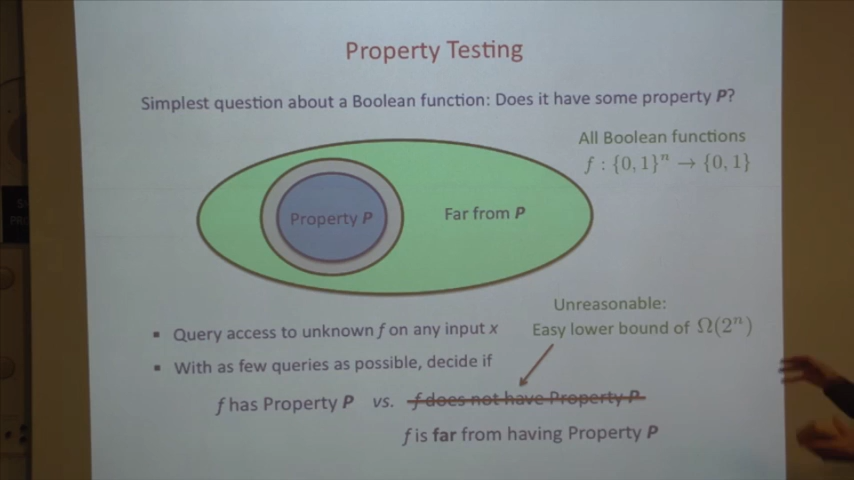 Property Testing
Simplest question about a Boolean function: Does it have some property P?
All Boolean functions
f : {0, 1}ⁿ → {0, 1}
Property P
Far from P
Unreasonable:
Easy lower bound of Ω(2ⁿ)
▪ Query access to unknown f on any input x
▪ With as few queries as possible, decide if
f has Property P vs. f does not have Property P
f is far from having Property P